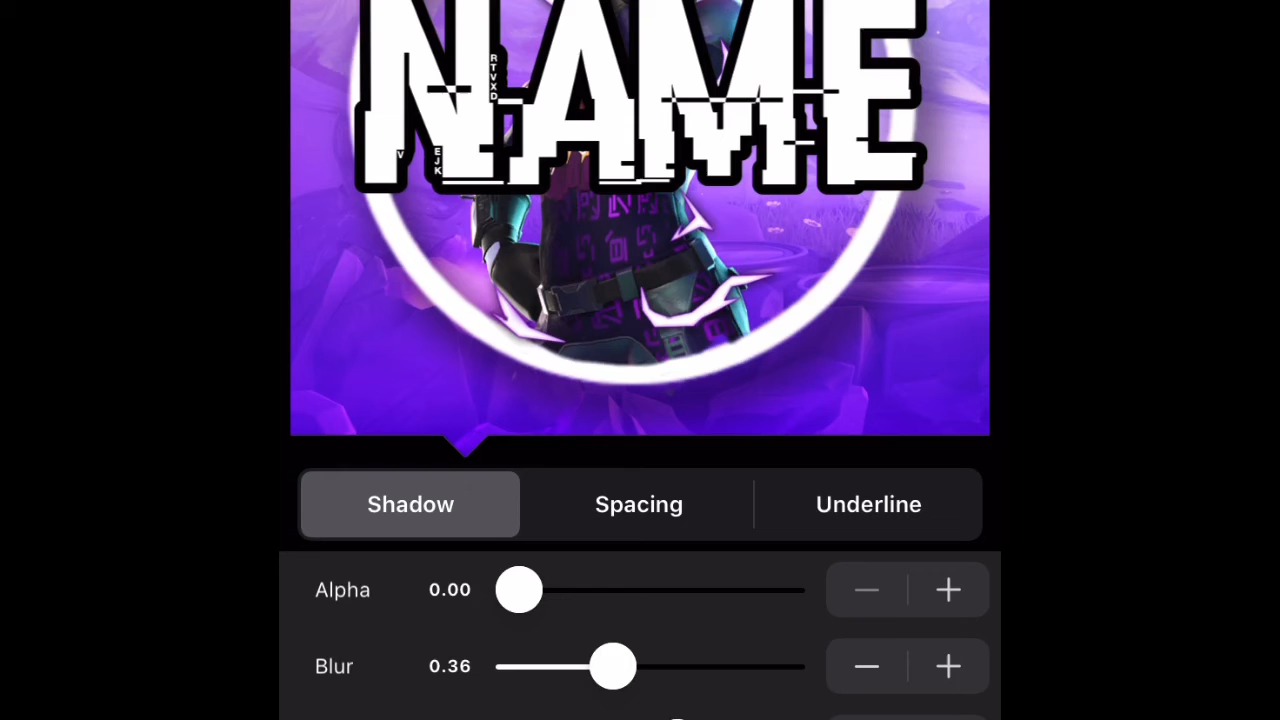 NAME
R
T
V
X
D
V
E
J
K
Shadow Spacing Underline
Alpha 0.00
Blur 0.36